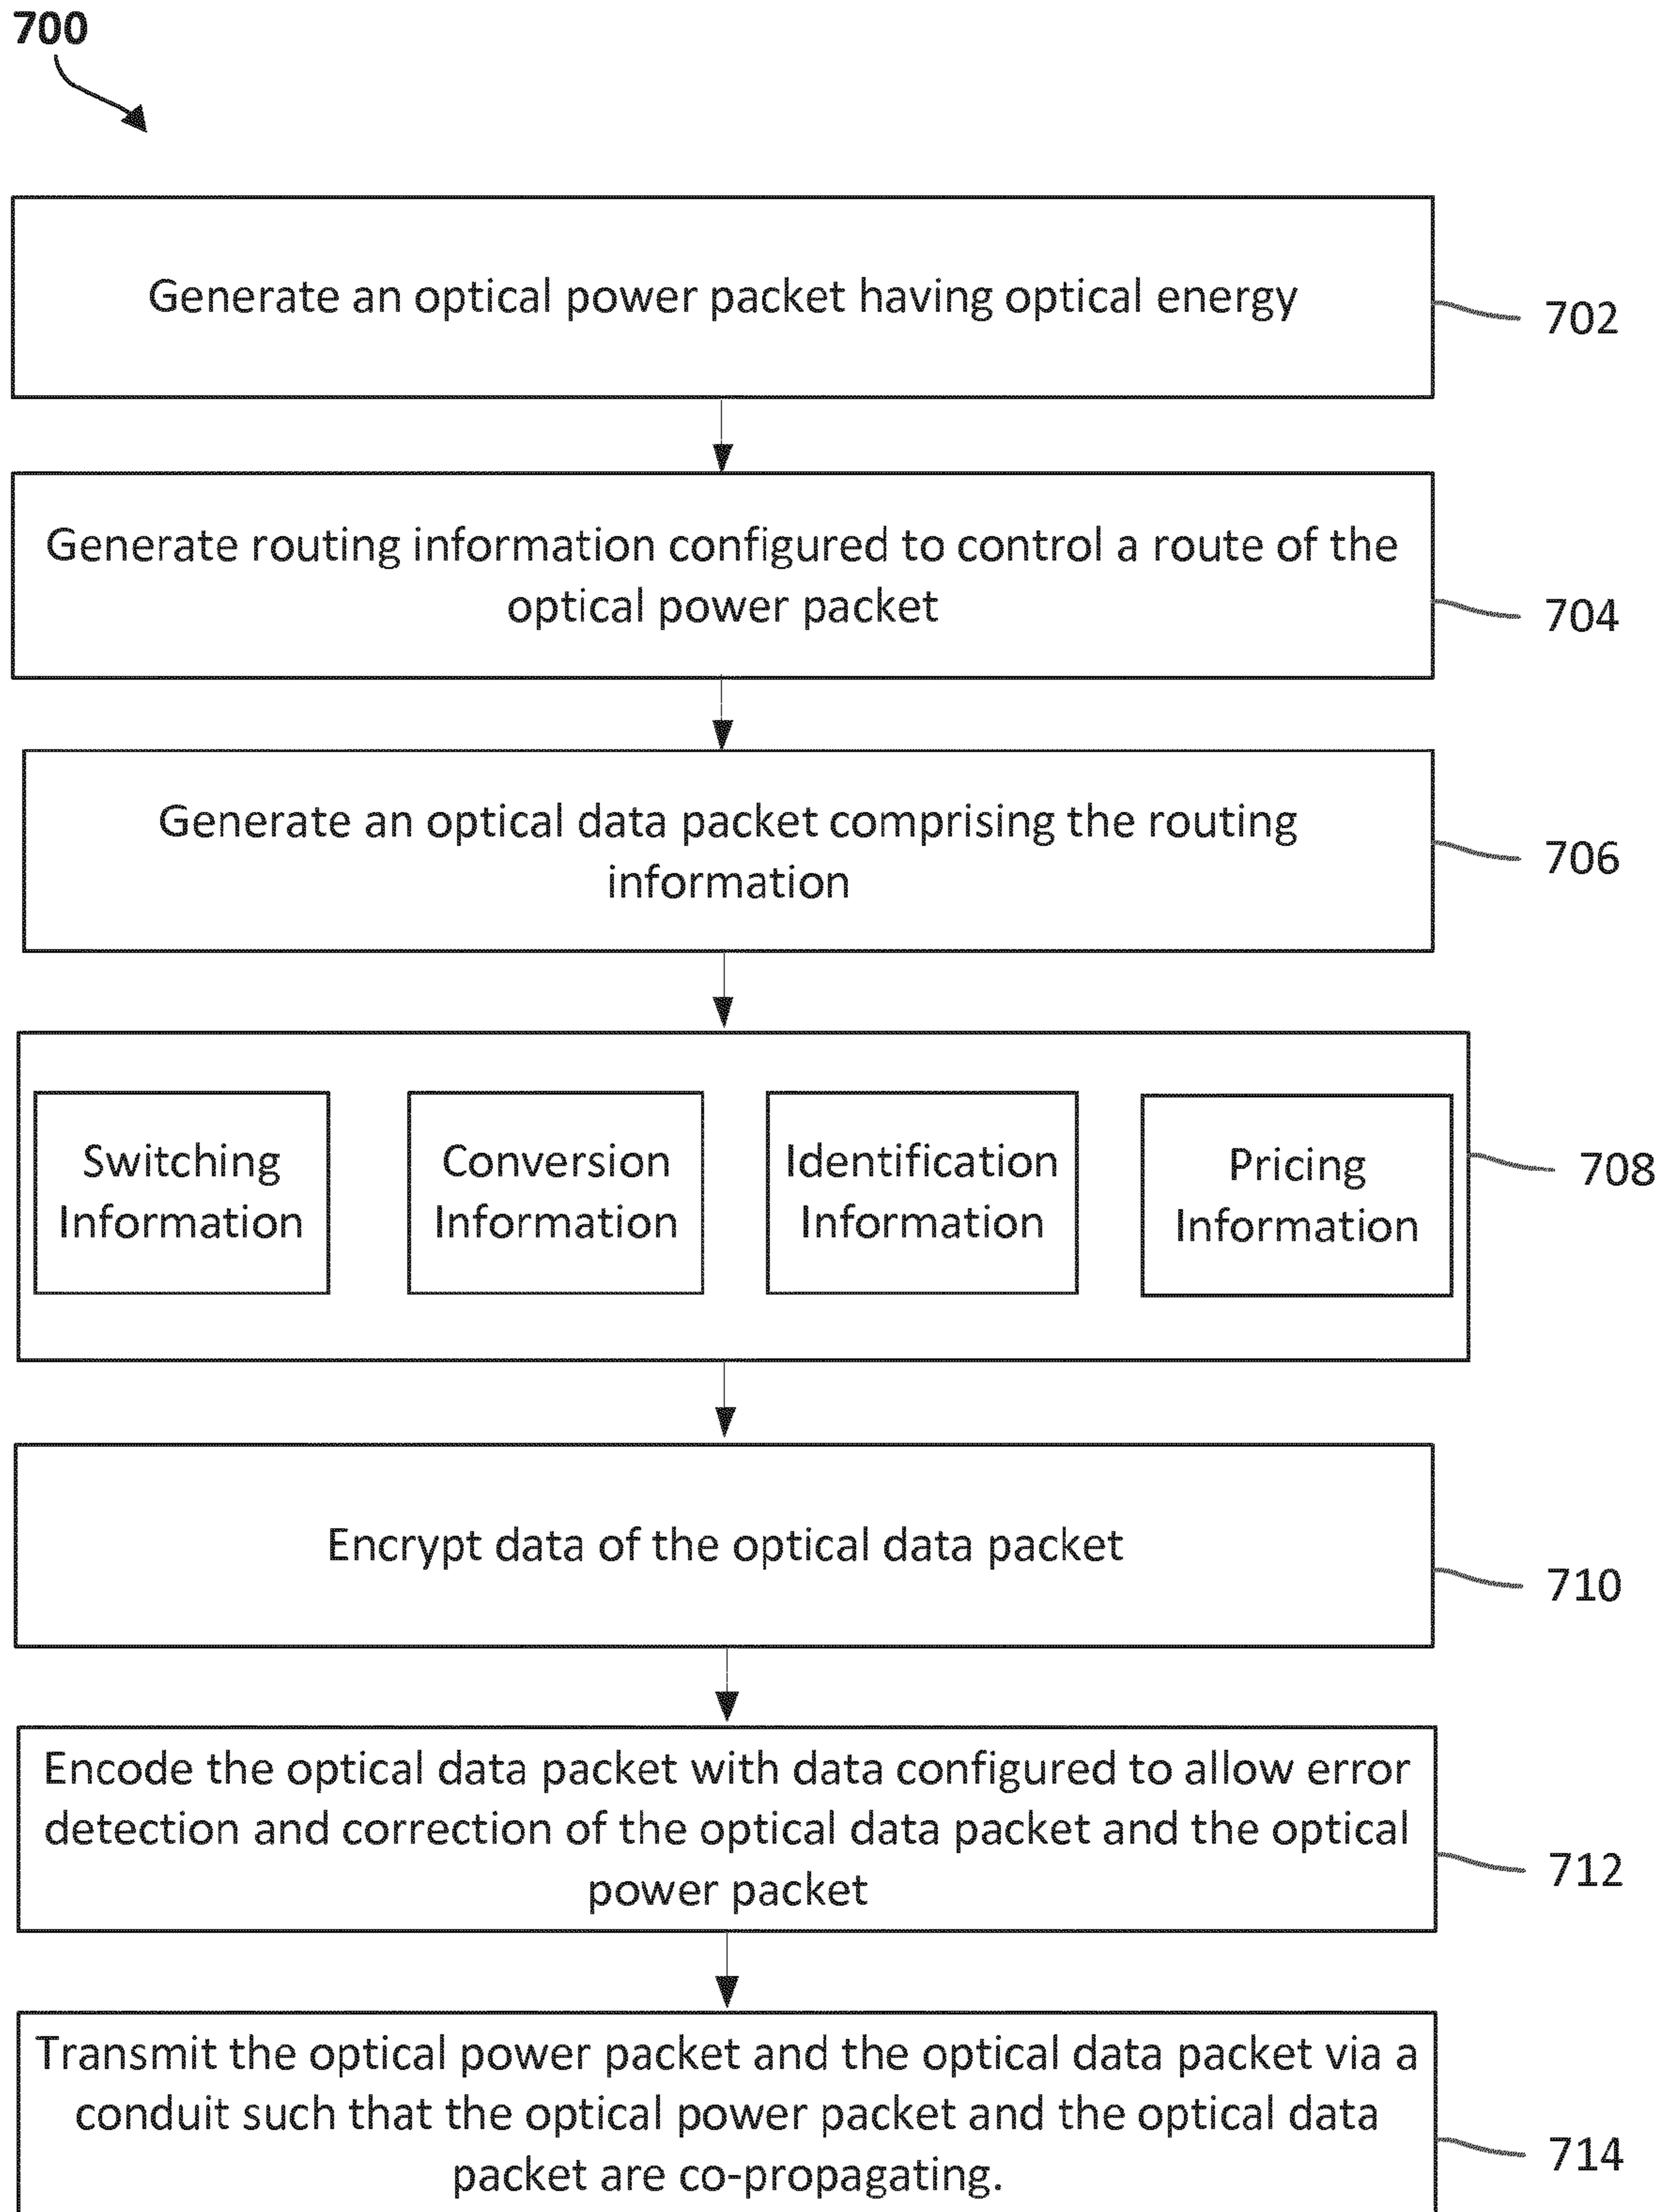 700
Generate an optical power packet having optical energy
702
Generate routing information configured to control a route of the
optical power packet
704
Generate an optical data packet comprising the routing
information
706
Switching
Information
Conversion
Information
Identification
Information
Pricing
Information
708
Encrypt data of the optical data packet
710
Encode the optical data packet with data configured to allow error
detection and correction of the optical data packet and the optical
power packet
712
Transmit the optical power packet and the optical data packet via a
conduit such that the optical power packet and the optical data
packet are co-propagating.
714